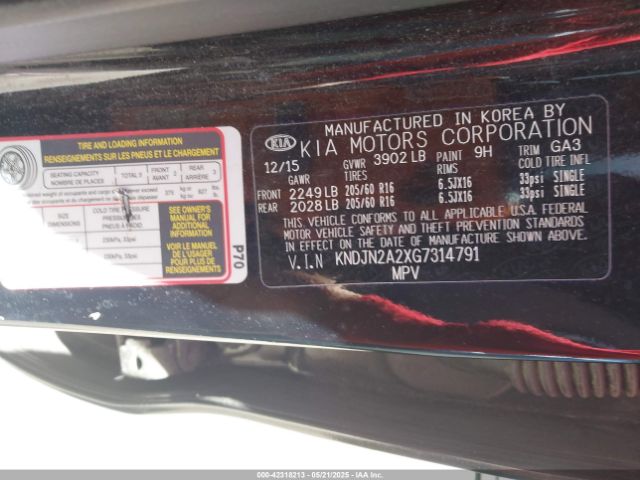 TIRE AND LOADING INFORMATION
RENSEIGNEMENTS SUR LES PNEUS ET LE CHARGEMENT
SEATING CAPACITY
NOMBRE DE PLACES
TOTAL 5
FRONT
AVANT 2
REAR
ARRIÈRE 3
SIZE
DIMENSIONS
COLD TIRE PRESSURE
PNEUS À FROID
SEE OWNER'S
MANUAL FOR
ADDITIONAL
INFORMATION
VOIR LE MANUEL
DE L'USAGER
POUR PLUS DE
RENSEIGNEMENTS
P70
KIA
MANUFACTURED IN KOREA BY
KIA MOTORS CORPORATION
12/15 GVWR 3902 LB PAINT 9H TRIM GA3
GAWR TIRES RIMS COLD TIRE INFL
FRONT 2249 LB 205/60 R16 6.5JX16 33psi SINGLE
REAR 2028 LB 205/60 R16 6.5JX16 33psi SINGLE
THIS VEHICLE CONFORMS TO ALL APPLICABLE U.S.A. FEDERAL
MOTOR VEHICLE SAFETY AND THEFT PREVENTION STANDARDS
IN EFFECT ON THE DATE OF MANUFACTURE SHOWN ABOVE.
V.I.N KNDJN2A2XG7314791
MPV
000-42318213 - 05/21/2025 - IAAI.COM